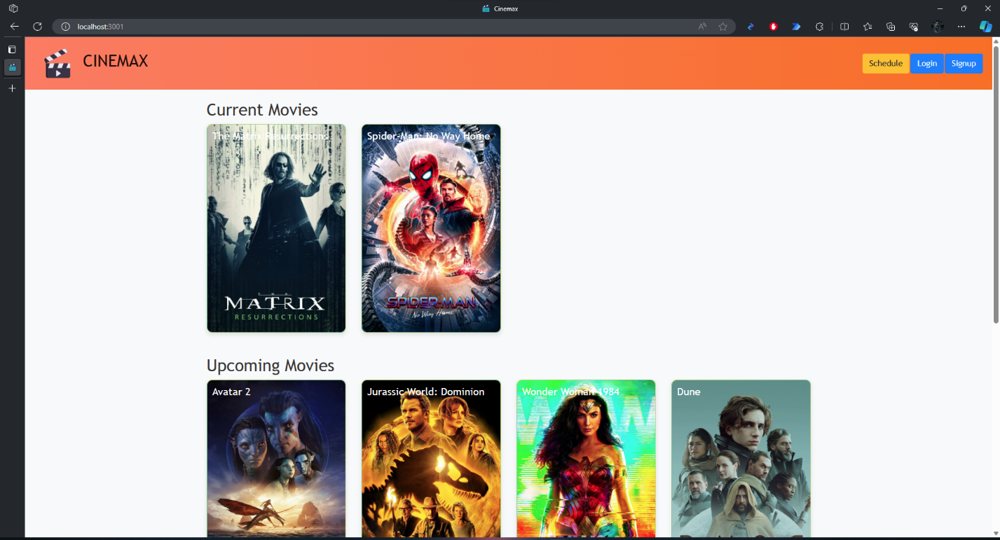 Cinemax
localhost:3001
CINEMAX
Schedule
Login
Signup
Current Movies
The Matrix Resurrections
Spider-Man: No Way Home
THE
MATRIX
RESURRECTIONS
SPIDER-MAN
No Way Home
Upcoming Movies
Avatar 2
Jurassic World: Dominion
Wonder Woman 1984
Dune